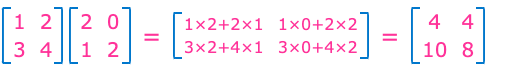 [1 2] [2 0] = [1×2+2×1 1×0+2×2] = [4 4]
[3 4] [1 2] [3×2+4×1 3×0+4×2] [10 8]